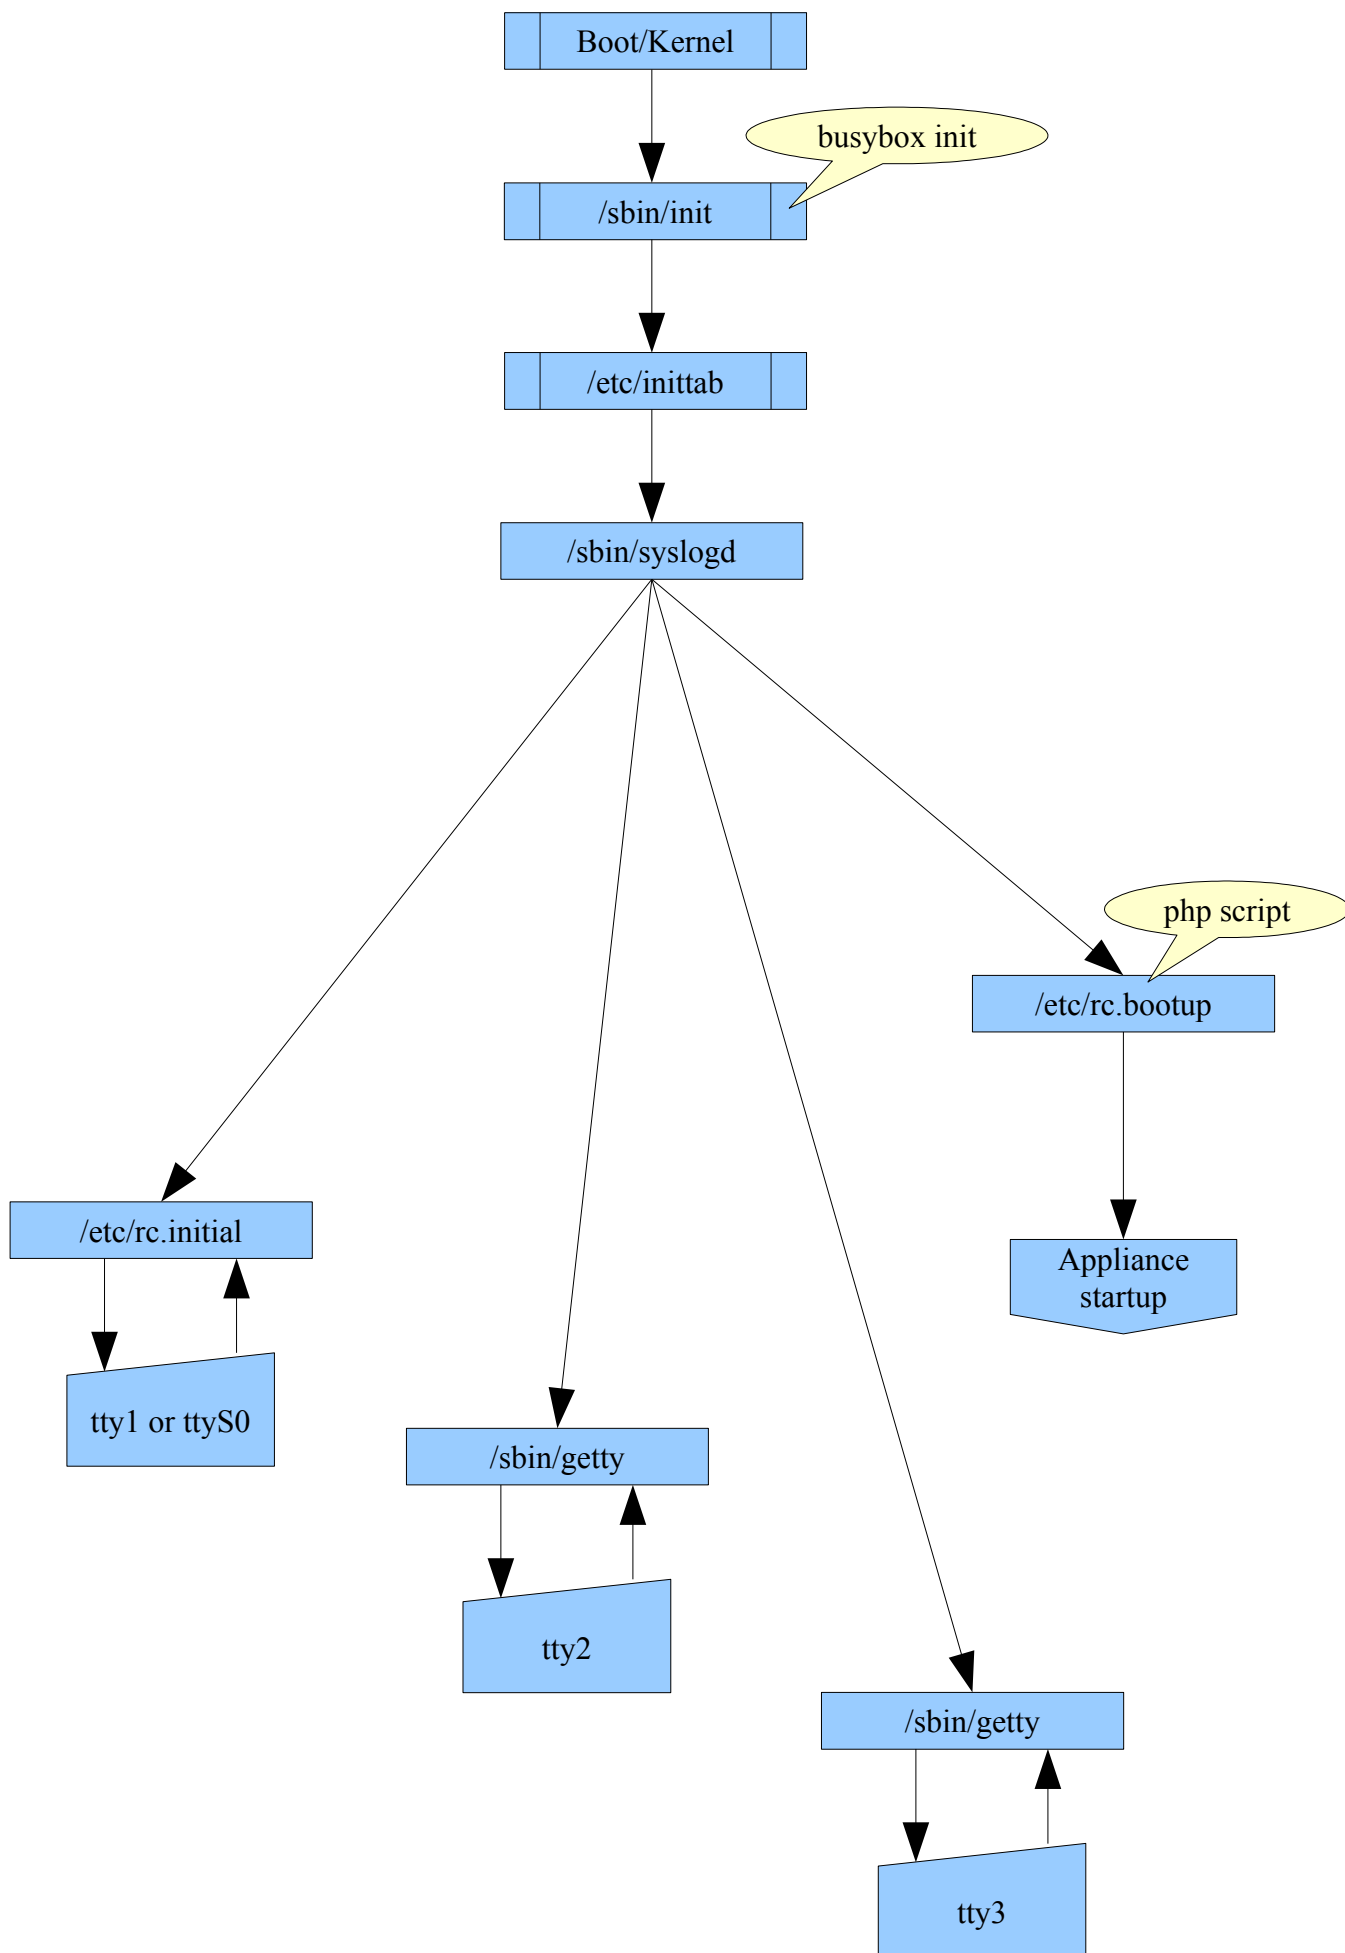 Boot/Kernel
busybox init
/sbin/init
/etc/inittab
/sbin/syslogd
php script
/etc/rc.bootup
/etc/rc.initial
Appliance
startup
tty1 or ttyS0
/sbin/getty
tty2
/sbin/getty
tty3